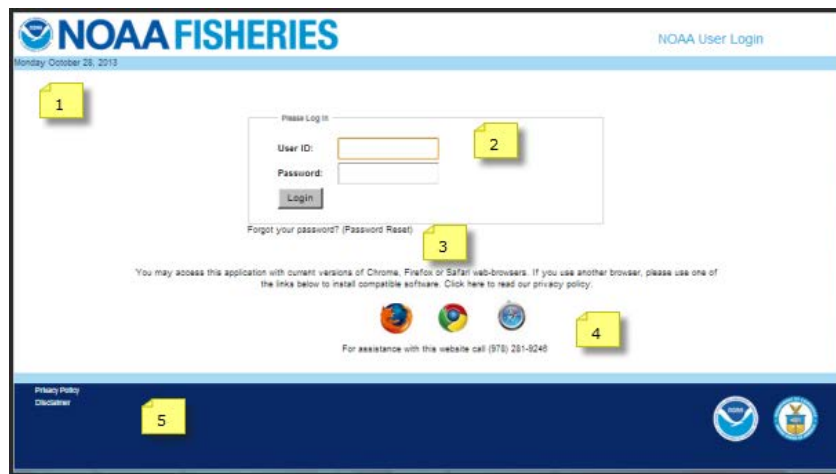 NOAA FISHERIES
NOAA User Login
Monday October 28, 2013
1
Please Log In
2
User ID:
Password:
Login
Forgot your password? (Password Reset)
3
You may access this application with current versions of Chrome, Firefox or Safari web-browsers. If you use another browser, please use one of
the links below to install compatible software. Click here to read our privacy policy.
4
For assistance with this website call (978) 281-9246
Privacy Policy
Disclaimer
5